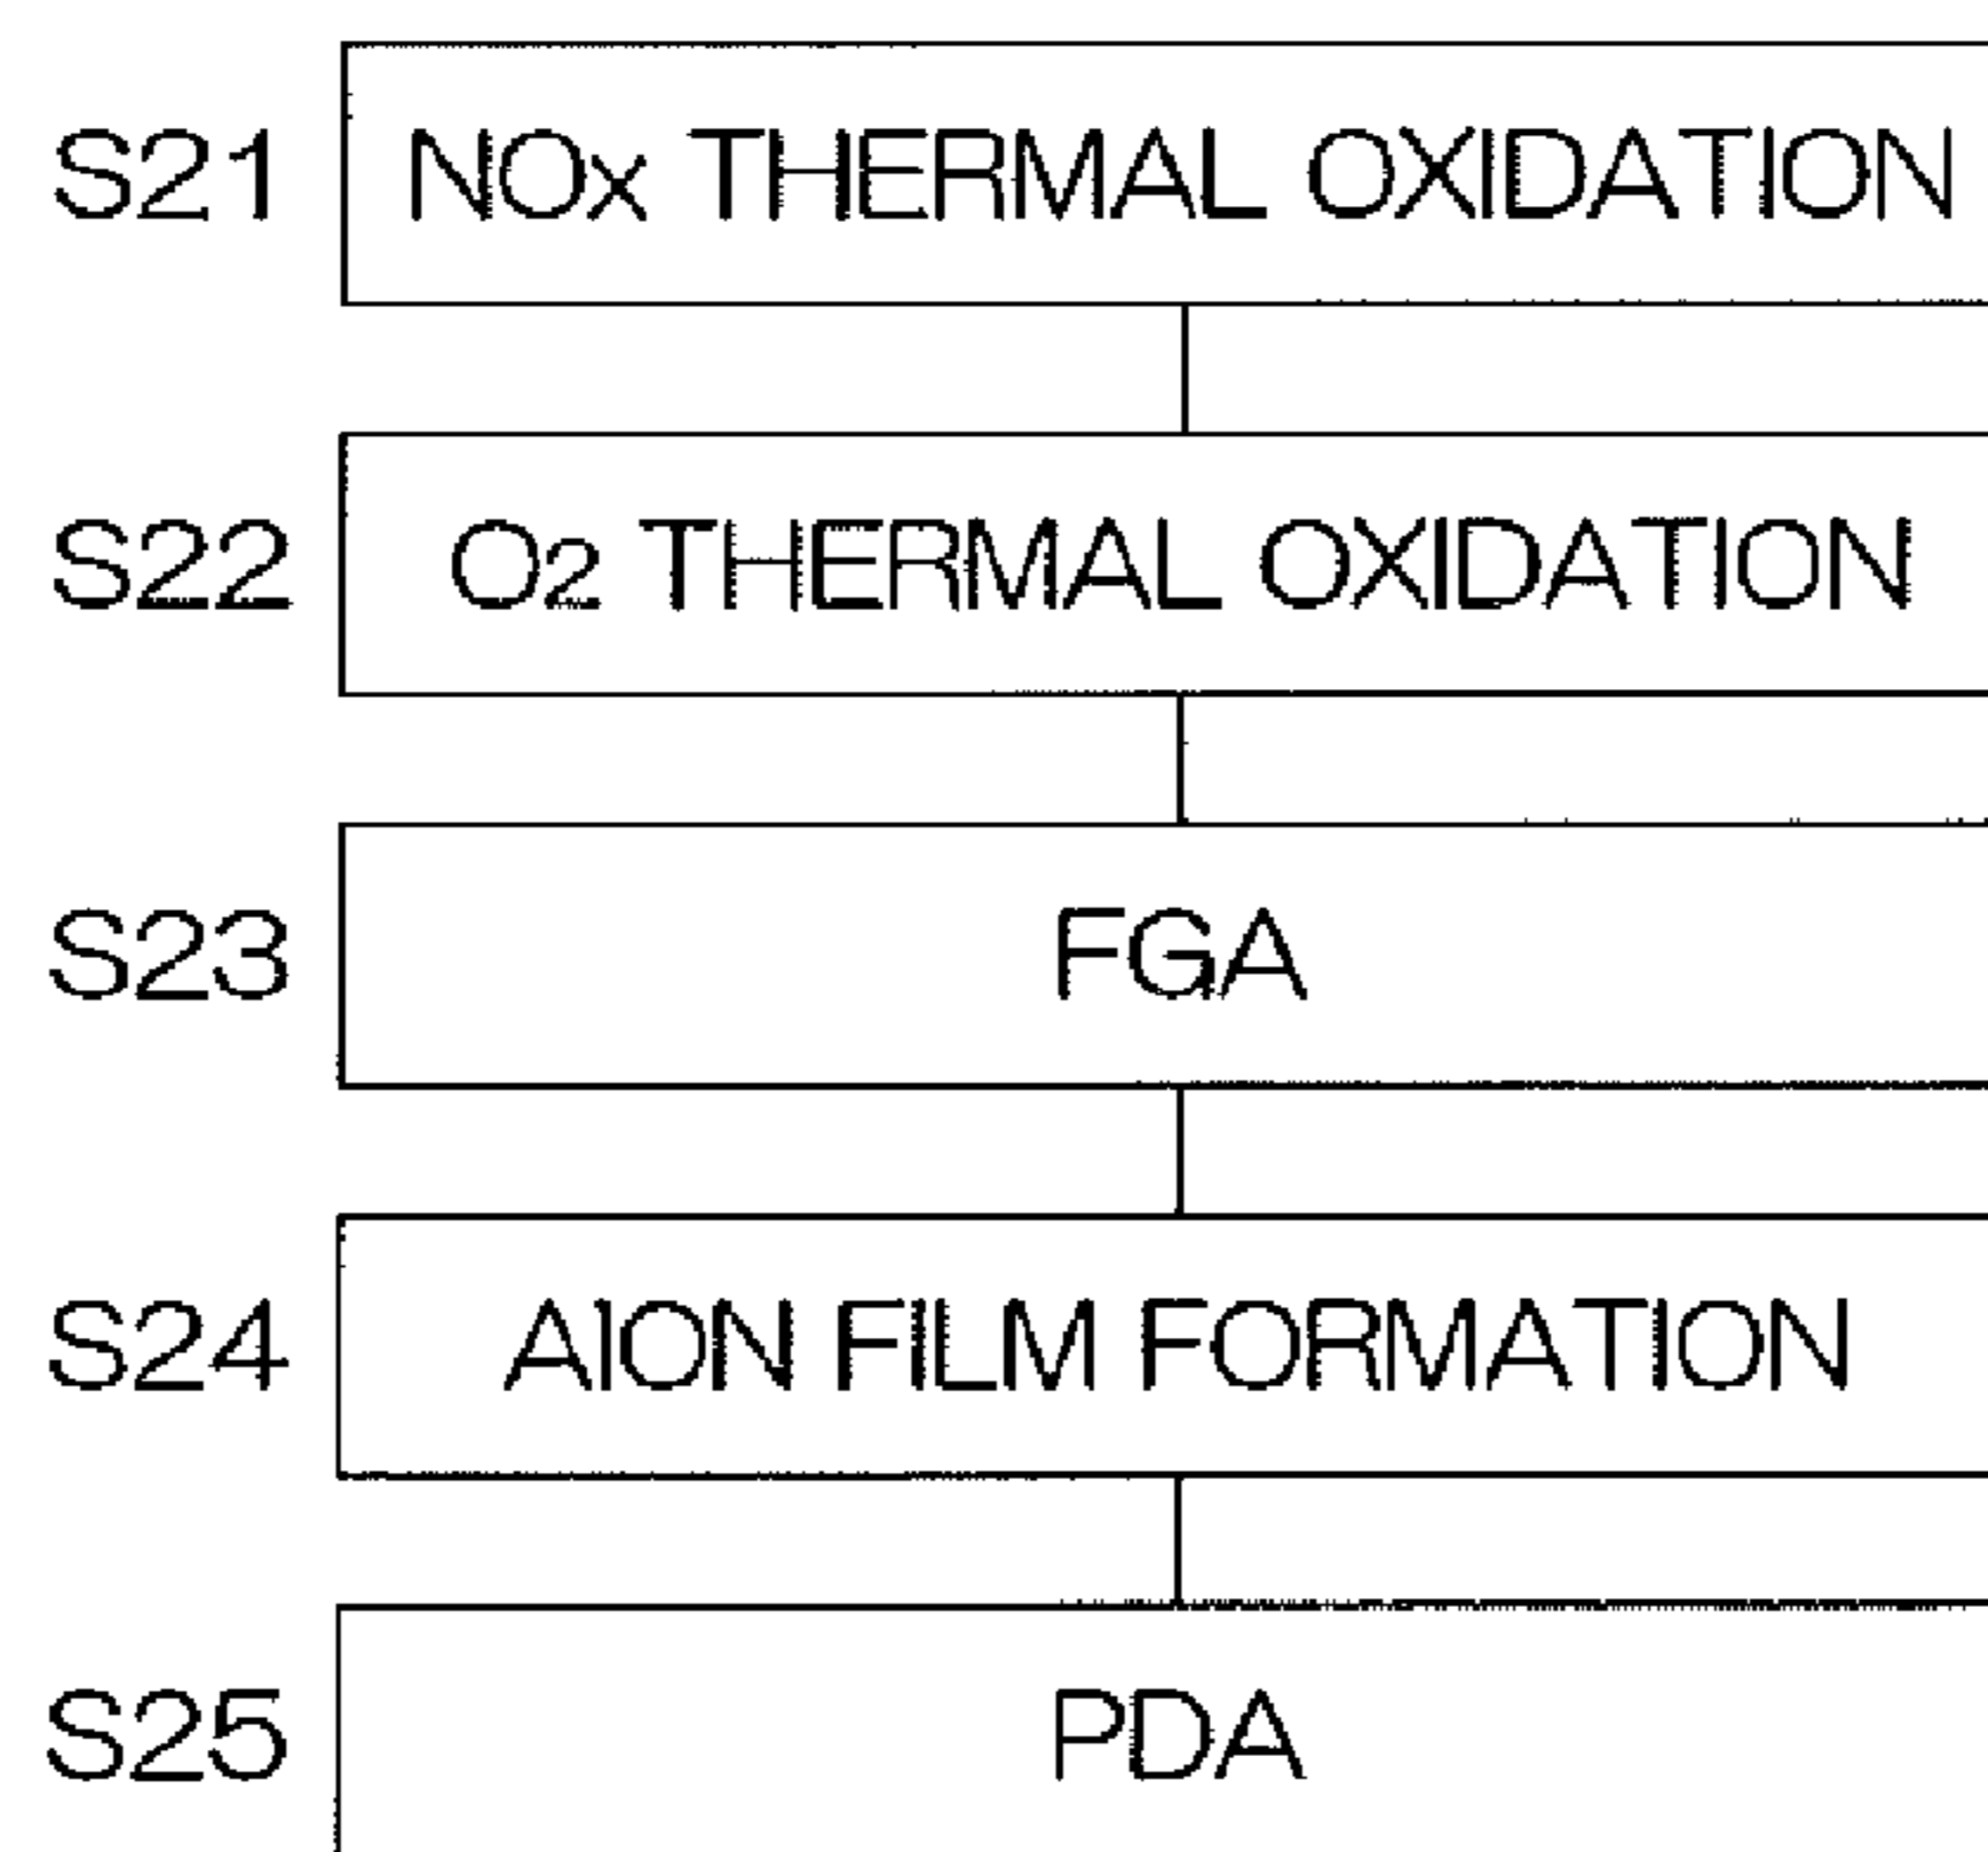 S21 NOx THERMAL OXIDATION
S22 O2 THERMAL OXIDATION
S23 FGA
S24 AlON FILM FORMATION
S25 PDA